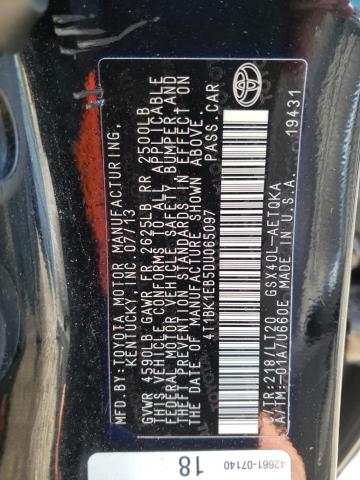 MFD.BY:TOYOTA MOTOR MANUFACTURING,
KENTUCKY, INC. 07/13
GVWR 4590LB GAWR FR 2625LB RR 2500LB
THIS VEHICLE CONFORMS TO ALL APPLICABLE
FEDERAL MOTOR VEHICLE SAFETY, BUMPER, AND
THEFT PREVENTION STANDARDS IN EFFECT ON
THE DATE OF MANUFACTURE SHOWN ABOVE.
4T1BK1EB5DU065097 PASS.CAR
C/TR:218/LT20 GSX40L-AETQKA
A/TM:-01A/U660E MADE IN U.S.A. 19431
42661-07140
18